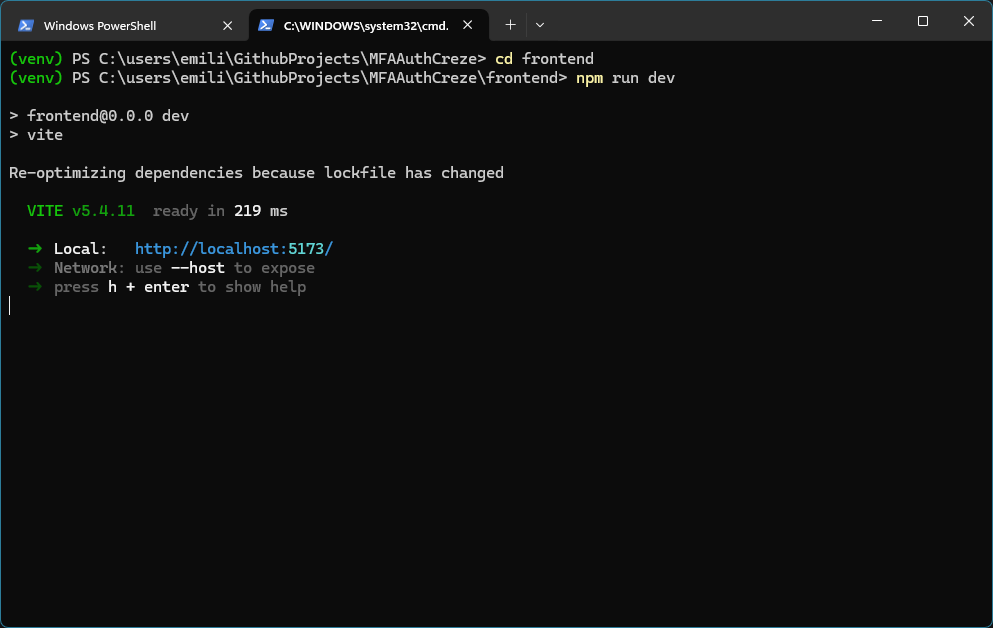 Windows PowerShell
C:\WINDOWS\system32\cmd.
(venv) PS C:\users\emili\GithubProjects\MFAAuthCreze> cd frontend
(venv) PS C:\users\emili\GithubProjects\MFAAuthCreze\frontend> npm run dev
> frontend@0.0.0 dev
> vite
Re-optimizing dependencies because lockfile has changed
VITE v5.4.11 ready in 219 ms
➜ Local: http://localhost:5173/
➜ Network: use --host to expose
➜ press h + enter to show help